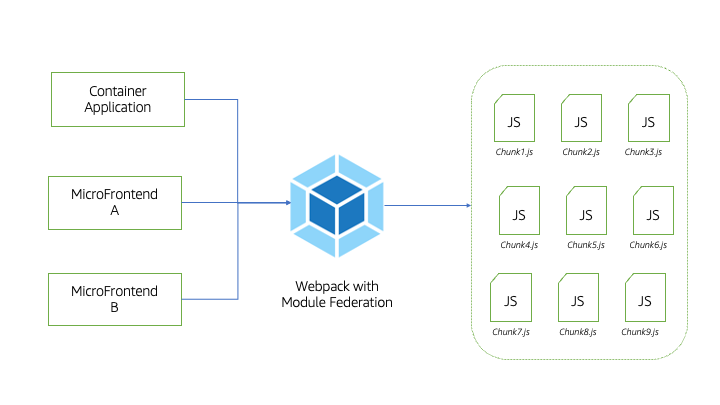 Container
Application
MicroFrontend
A
MicroFrontend
B
Webpack with
Module Federation
JS
JS
JS
Chunk1.js
Chunk2.js
Chunk3.js
JS
JS
JS
Chunk4.js
Chunk5.js
Chunk6.js
JS
JS
JS
Chunk7.js
Chunk8.js
Chunk9.js